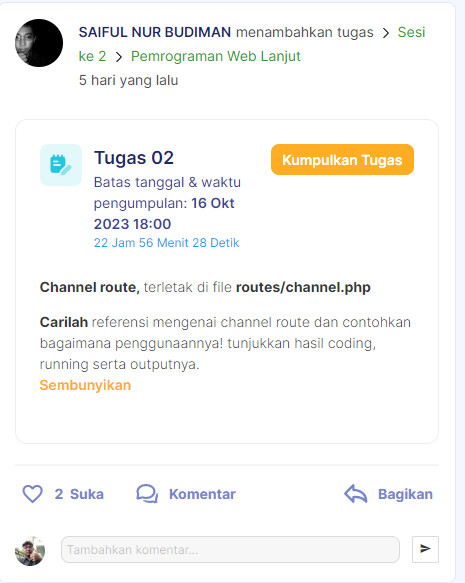 SAIFUL NUR BUDIMAN menambahkan tugas > Sesi
ke 2 > Pemrograman Web Lanjut
5 hari yang lalu
Tugas 02
Kumpulkan Tugas
Batas tanggal & waktu
pengumpulan: 16 Okt
2023 18:00
22 Jam 56 Menit 28 Detik
Channel route, terletak di file routes/channel.php
Carilah referensi mengenai channel route dan contohkan
bagaimana penggunaannya! tunjukkan hasil coding,
running serta outputnya.
Sembunyikan
2 Suka
Komentar
Bagikan
Tambahkan komentar...